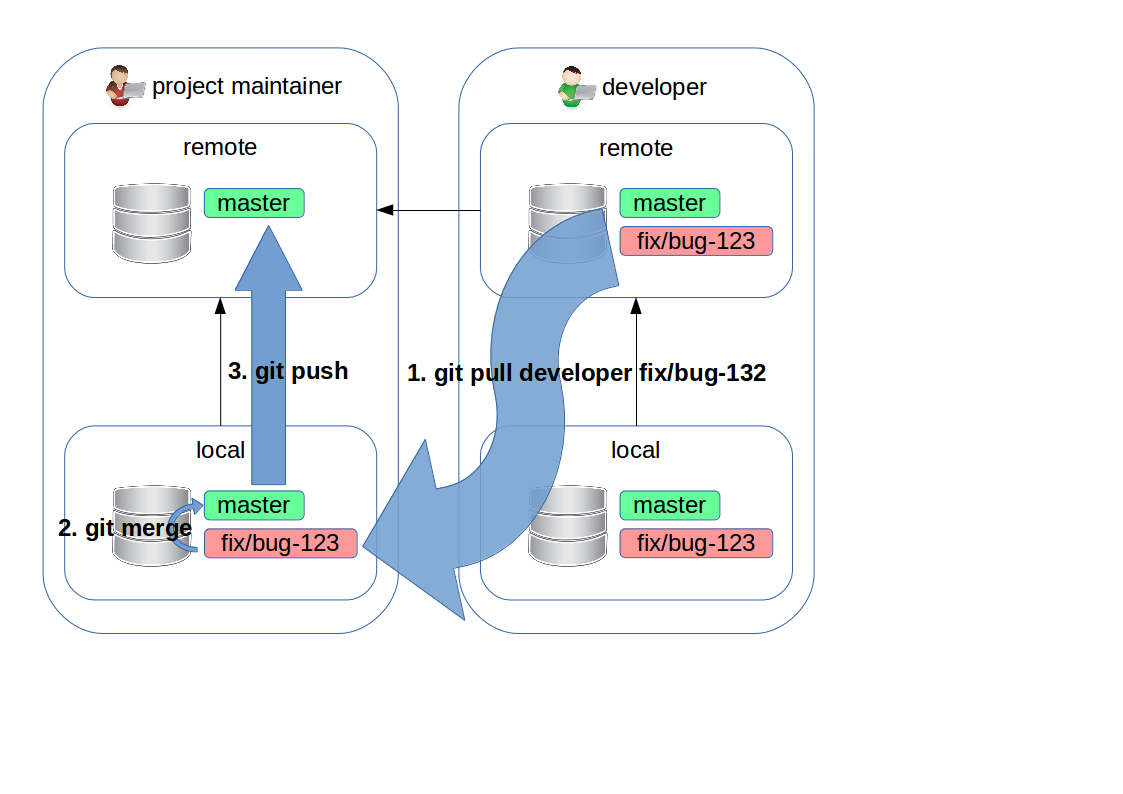 project maintainer
developer
remote
master
remote
master
fix/bug-123
3. git push
1. git pull developer fix/bug-132
local
master
2. git merge
fix/bug-123
local
master
fix/bug-123